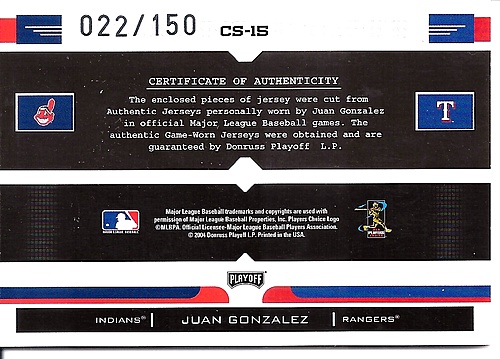 022/150 CS-15
CERTIFICATE OF AUTHENTICITY
The enclosed pieces of jersey were cut from
Authentic Jerseys personally worn by Juan Gonzalez
in official Major League Baseball games. The
authentic Game-Worn Jerseys were obtained and are
guaranteed by Donruss Playoff L.P.
T
Major League Baseball trademarks and copyrights are used with
permission of Major League Baseball Properties, Inc. Players Choice Logo
©MLBPA. Official Licensee-Major League Baseball Players Association.
© 2004 Donruss Playoff L.P. Printed in the USA.
PLAYOFF
INDIANS® JUAN GONZALEZ RANGERS®